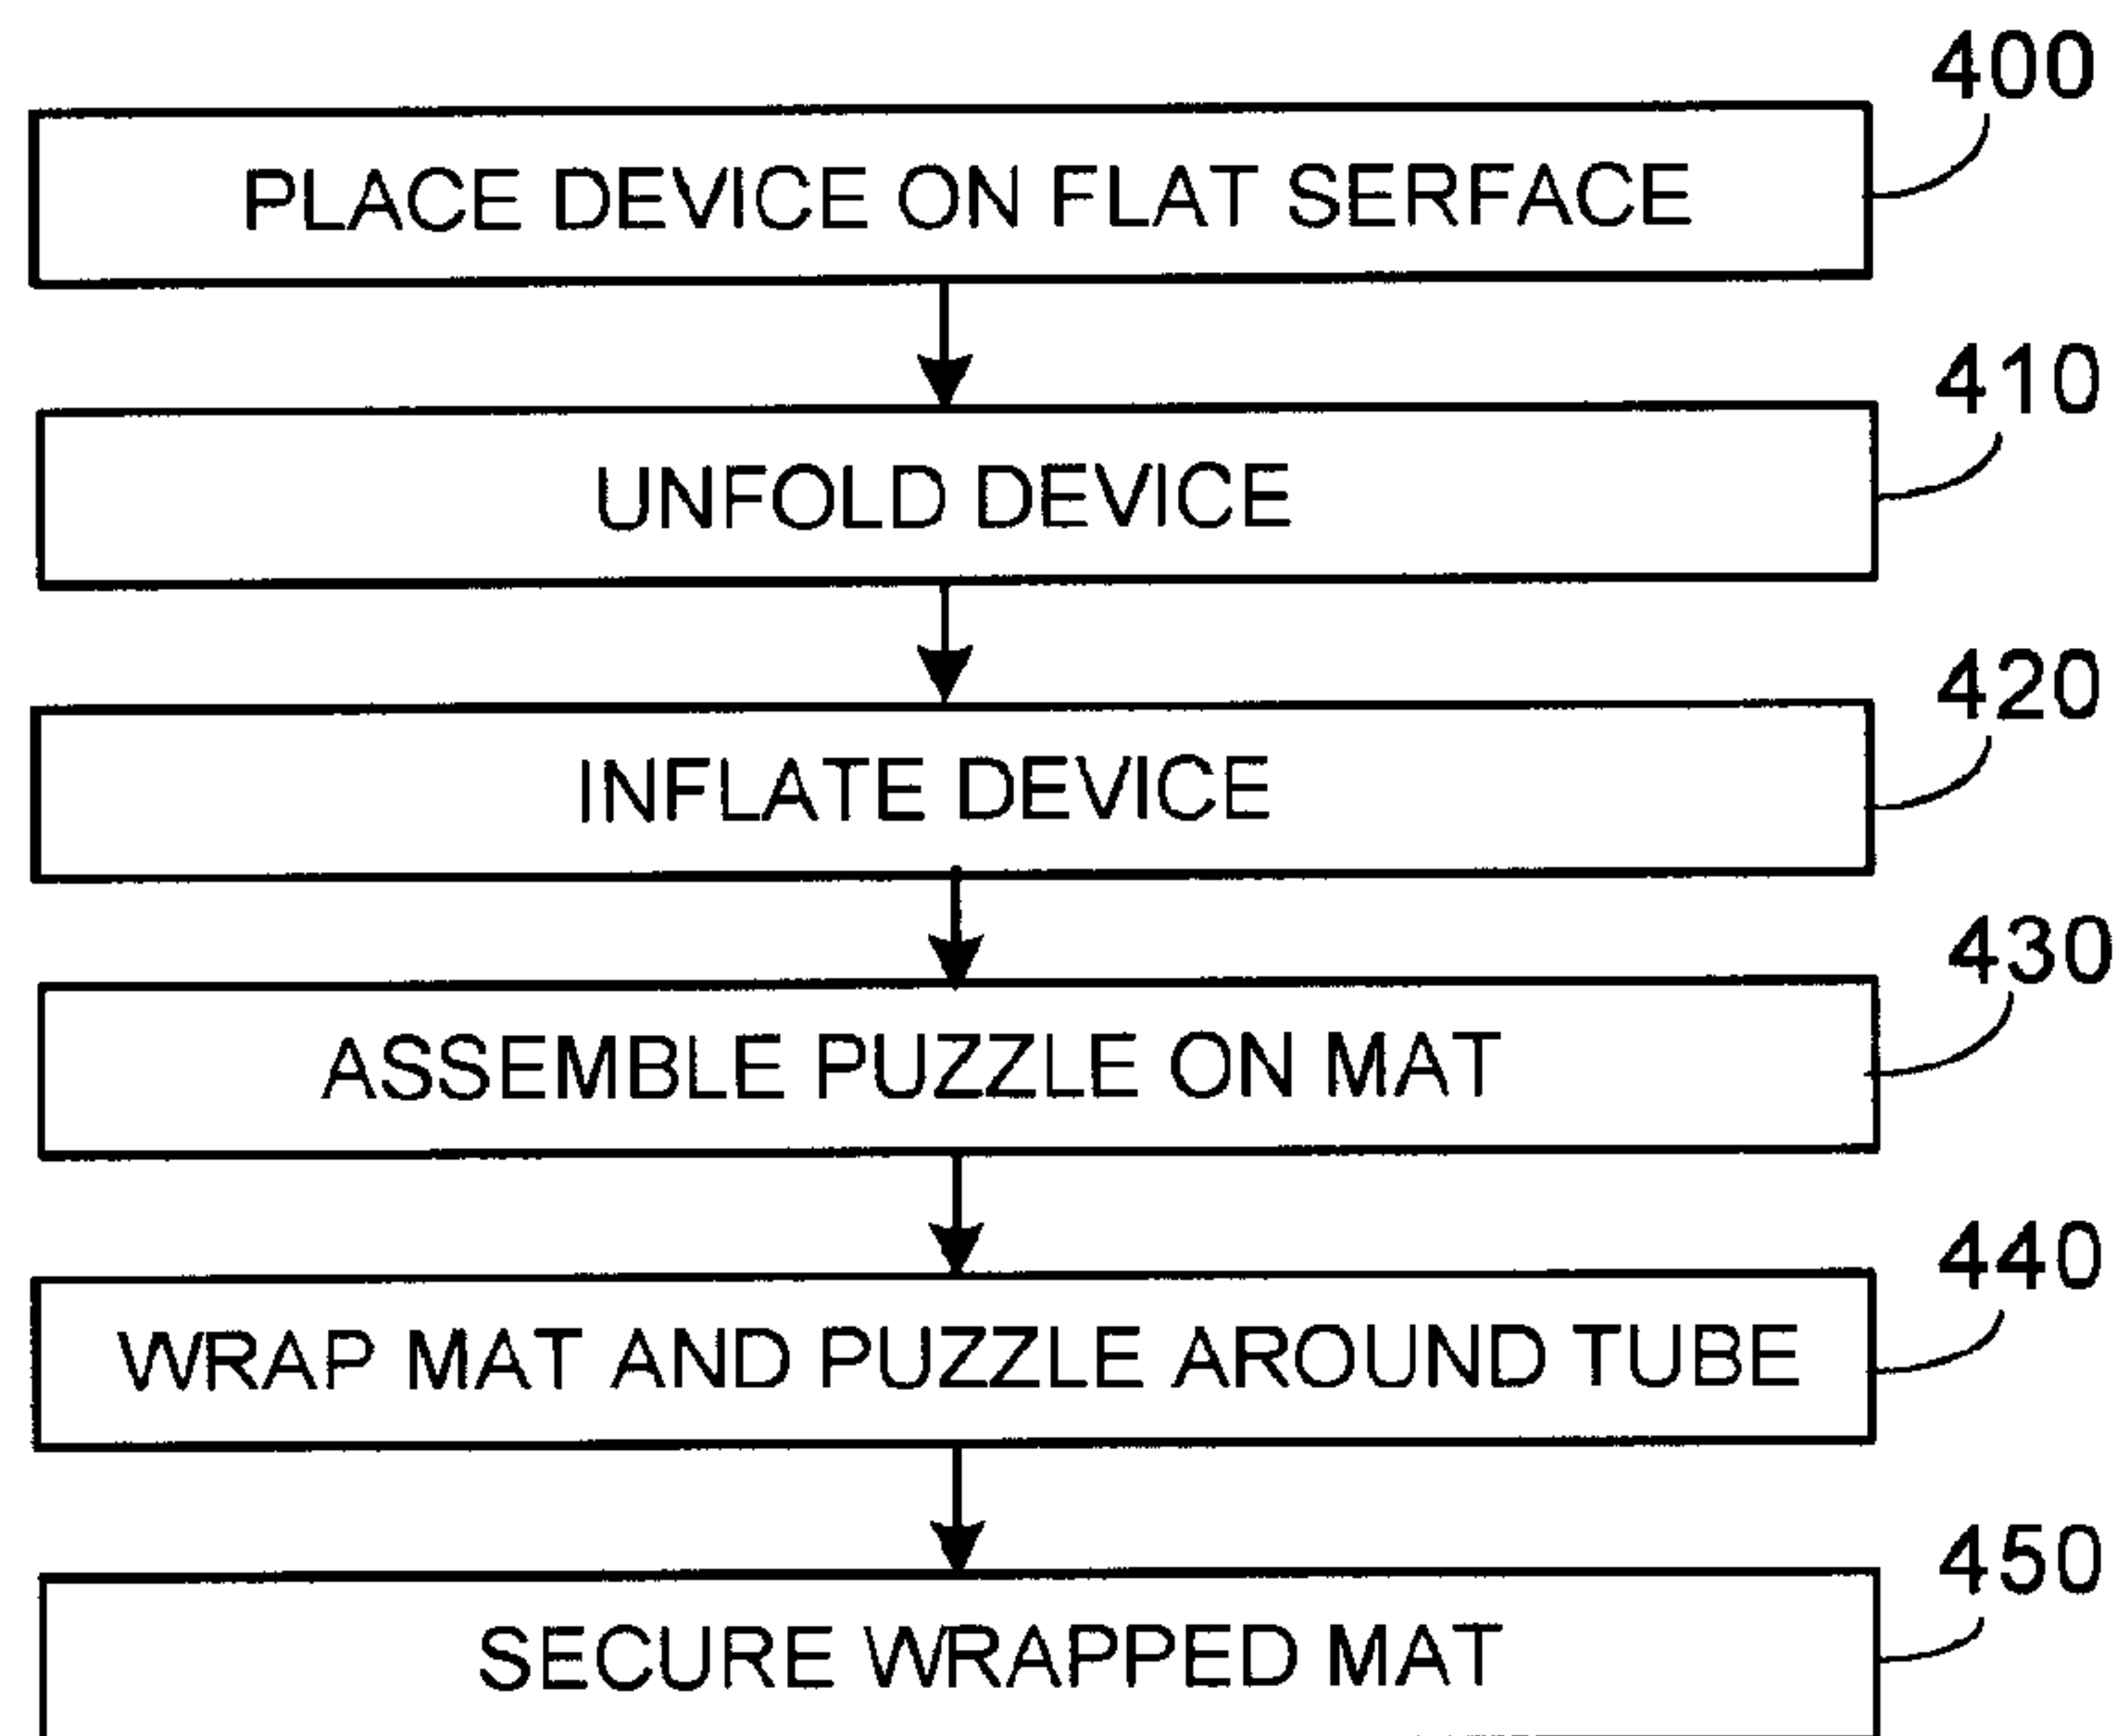 400
PLACE DEVICE ON FLAT SERFACE
410
UNFOLD DEVICE
420
INFLATE DEVICE
430
ASSEMBLE PUZZLE ON MAT
440
WRAP MAT AND PUZZLE AROUND TUBE
450
SECURE WRAPPED MAT